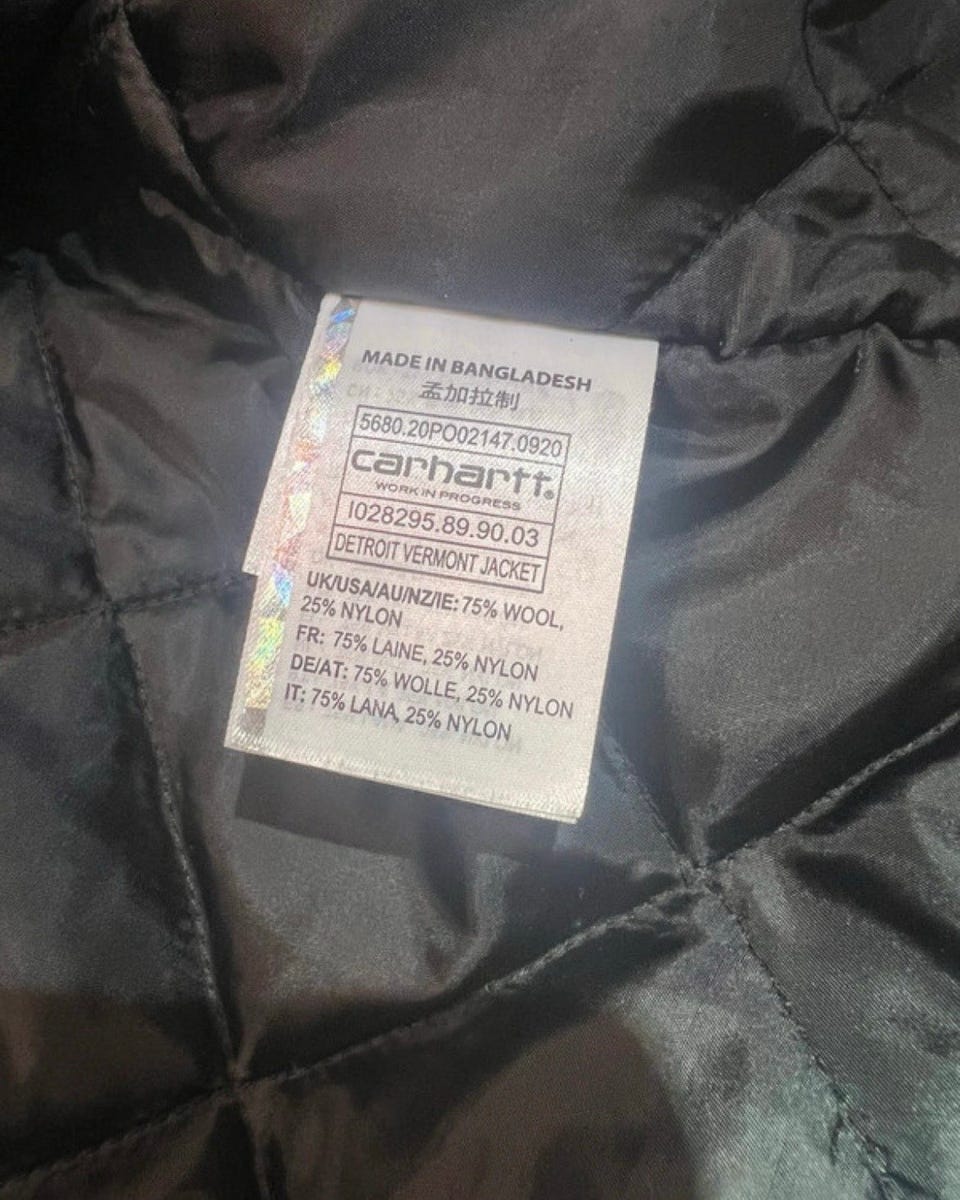 MADE IN BANGLADESH
孟加拉制
5680.20PO02147.0920
carhartt®
WORK IN PROGRESS
I028295.89.90.03
DETROIT VERMONT JACKET
UK/USA/AU/NZ/IE: 75% WOOL,
25% NYLON
FR: 75% LAINE, 25% NYLON
DE/AT: 75% WOLLE, 25% NYLON
IT: 75% LANA, 25% NYLON